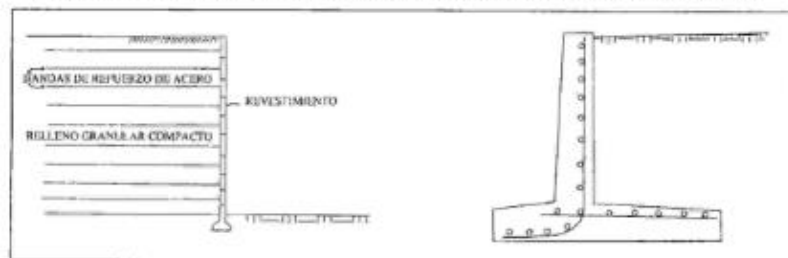 BANDAS DE REFUERZO DE ACERO
REVESTIMIENTO
RELLENO GRANULAR COMPACTO